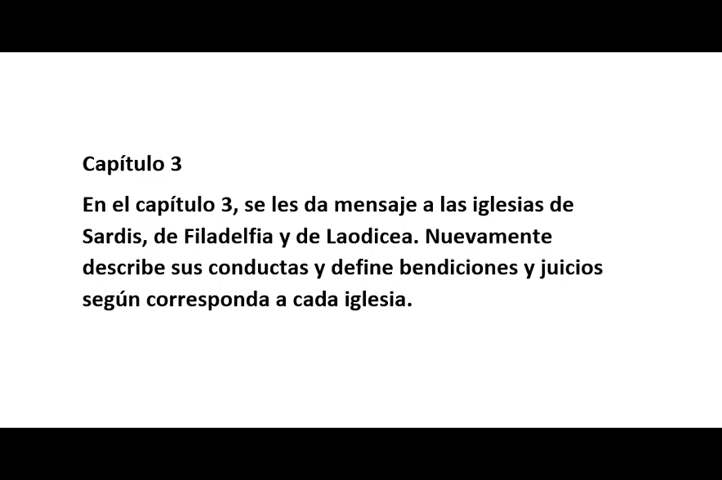 Capítulo 3
En el capítulo 3, se les da mensaje a las iglesias de
Sardis, de Filadelfia y de Laodicea. Nuevamente
describe sus conductas y define bendiciones y juicios
según corresponda a cada iglesia.